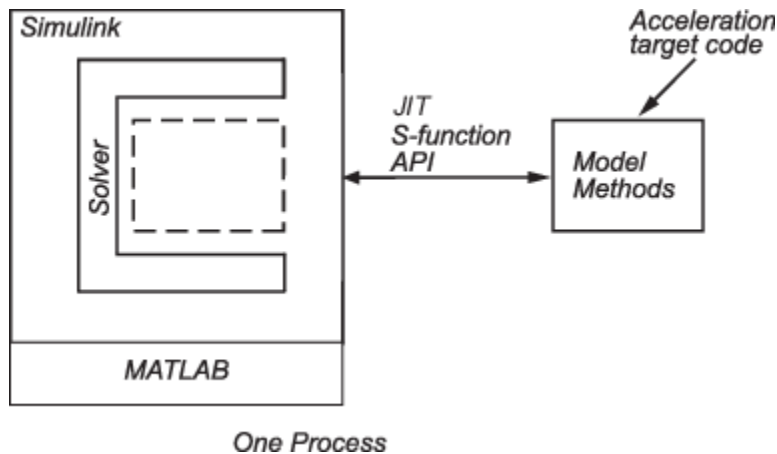 Simulink
Acceleration
target code
JIT
S-function
API
Solver
Model
Methods
MATLAB
One Process